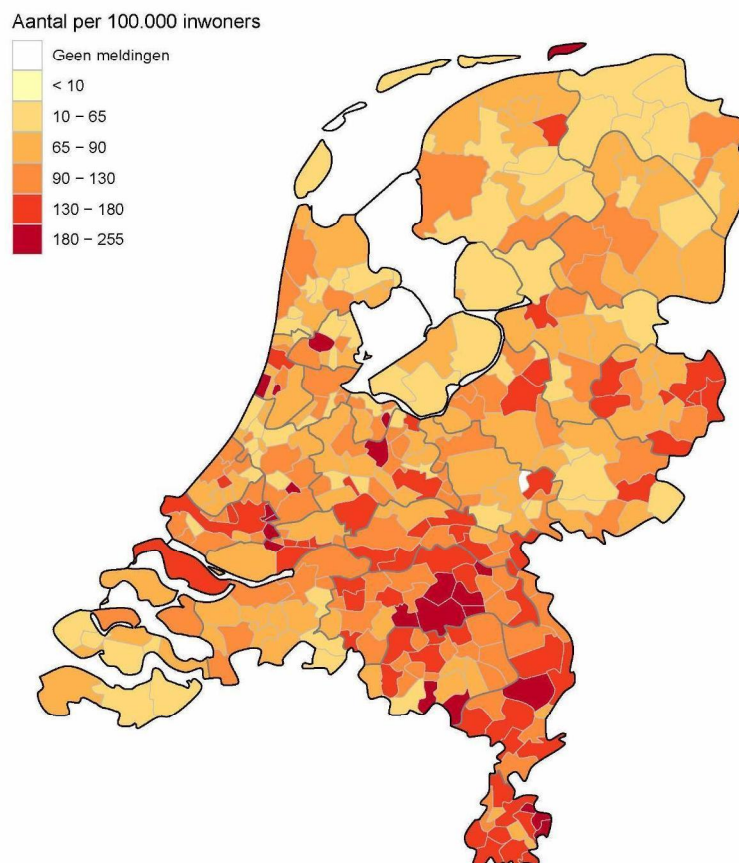 Aantal per 100.000 inwoners
Geen meldingen
< 10
10 – 65
65 – 90
90 – 130
130 – 180
180 – 255